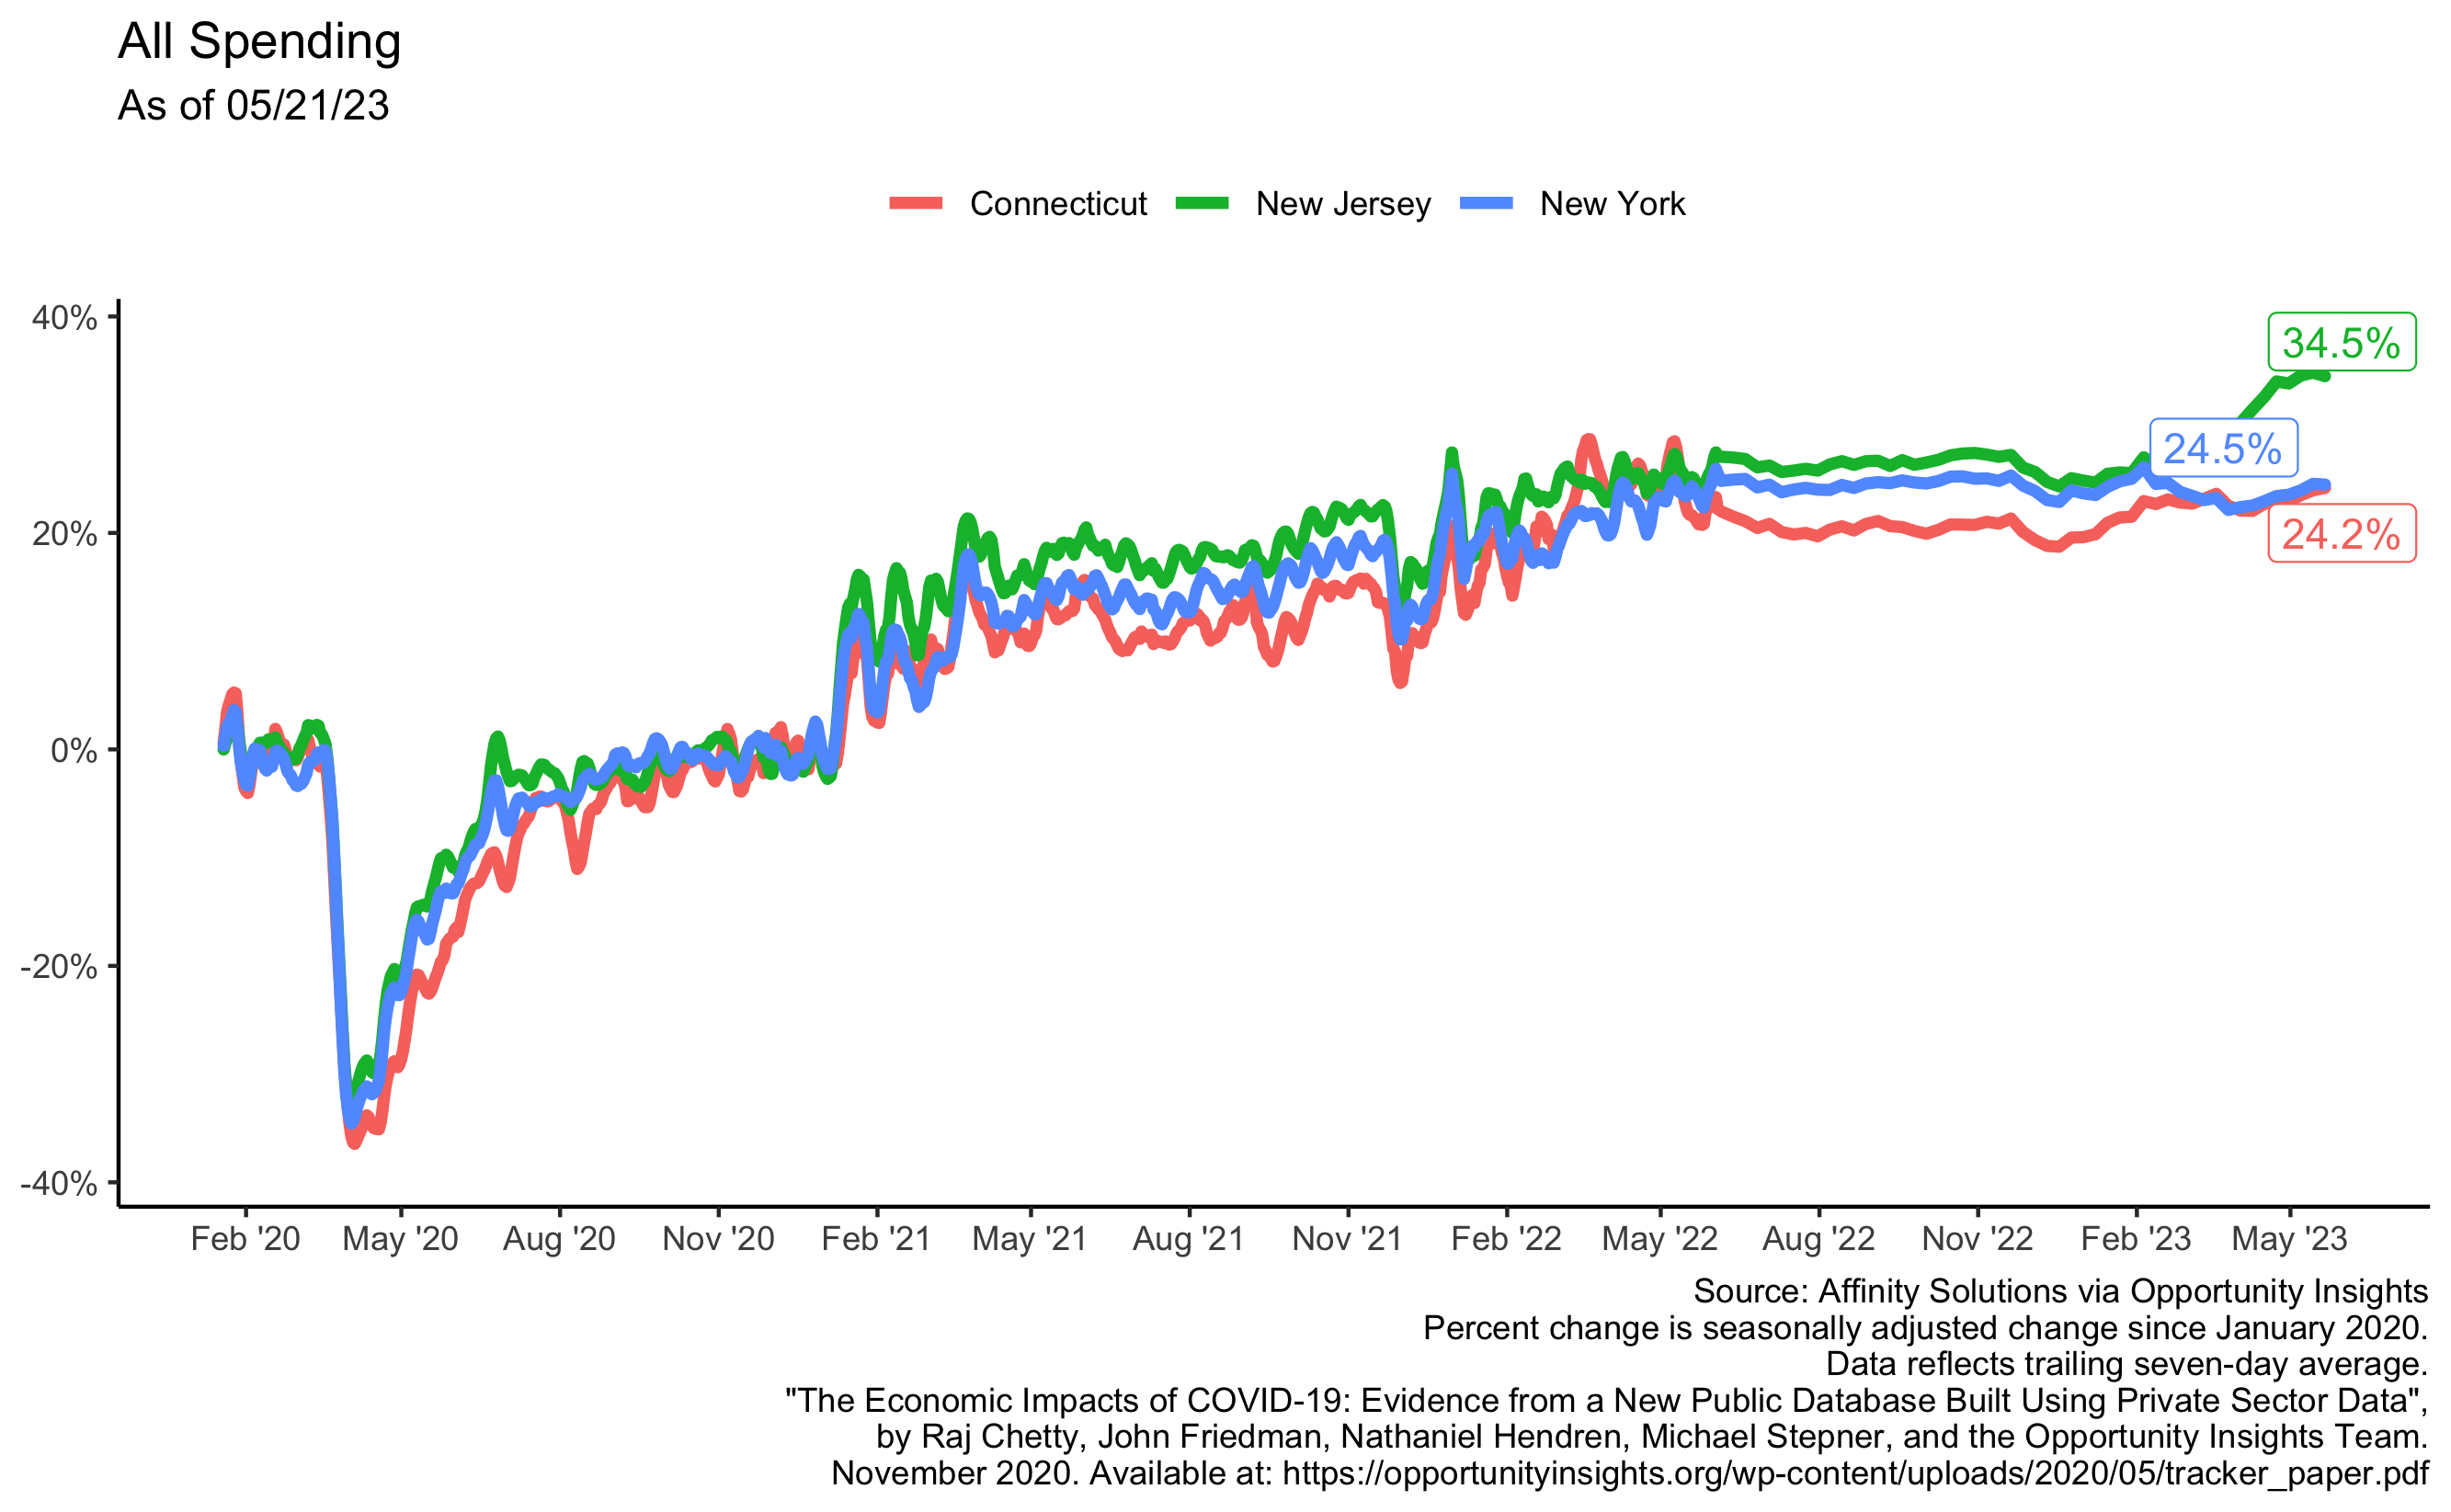 All Spending
As of 05/21/23
Connecticut New Jersey New York
40%
20%
0%
-20%
-40%
34.5%
24.5%
24.2%
Feb '20 May '20 Aug '20 Nov '20 Feb '21 May '21 Aug '21 Nov '21 Feb '22 May '22 Aug '22 Nov '22 Feb '23 May '23
Source: Affinity Solutions via Opportunity Insights
Percent change is seasonally adjusted change since January 2020.
Data reflects trailing seven-day average.
"The Economic Impacts of COVID-19: Evidence from a New Public Database Built Using Private Sector Data",
by Raj Chetty, John Friedman, Nathaniel Hendren, Michael Stepner, and the Opportunity Insights Team.
November 2020. Available at: https://opportunityinsights.org/wp-content/uploads/2020/05/tracker_paper.pdf